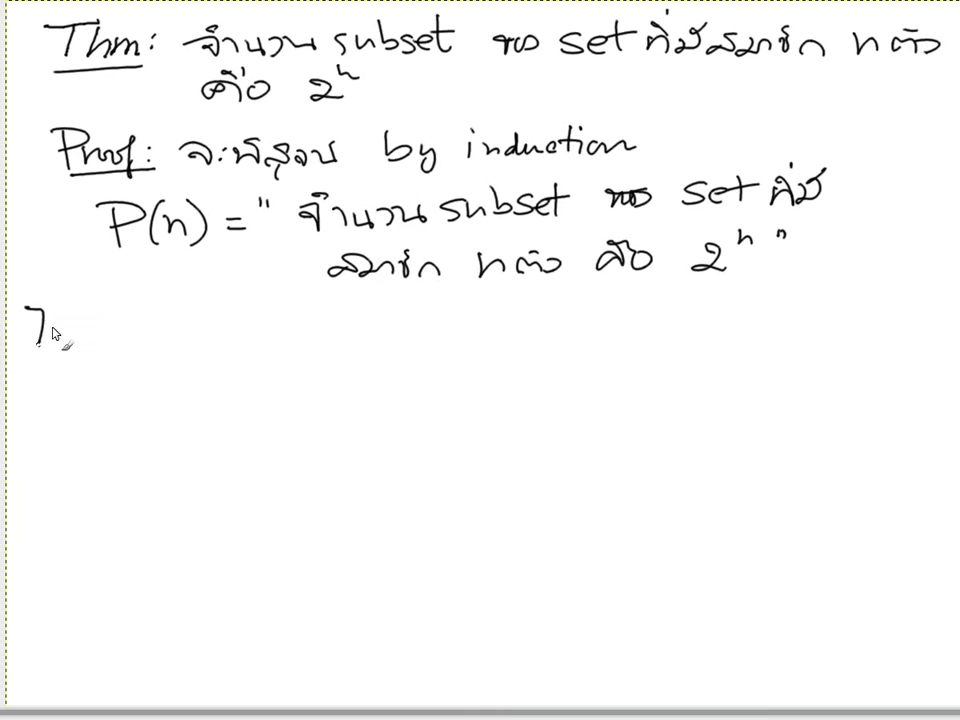 Thm: จำนวน subset ของ set ที่มีสมาชิก n ตัว
คือ 2ⁿ
Proof: จะพิสูจน์ by induction
P(n) = " จำนวน subset ของ set ที่มี
สมาชิก n ตัว คือ 2ⁿ "